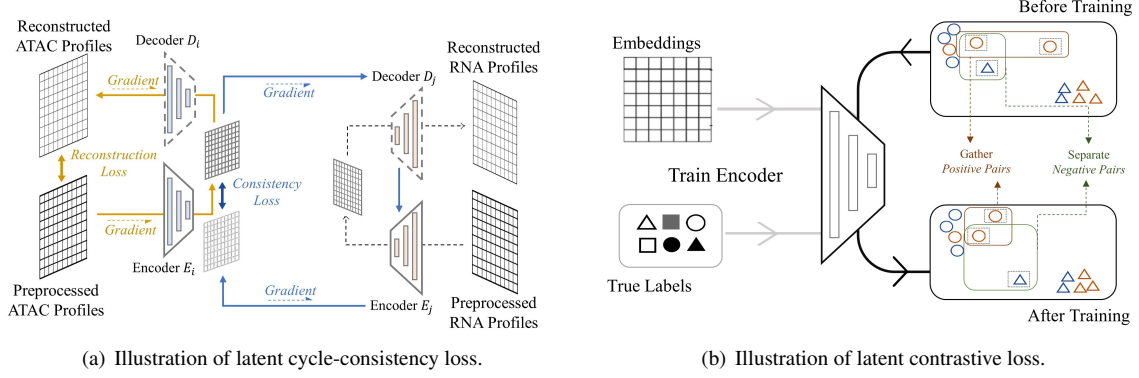 Reconstructed
ATAC Profiles
Decoder D_i
Gradient
Reconstruction
Loss
Gradient
Encoder E_i
Preprocessed
ATAC Profiles
Gradient
Consistency
Loss
Gradient
Decoder D_j
Reconstructed
RNA Profiles
Encoder E_j
Preprocessed
RNA Profiles
(a) Illustration of latent cycle-consistency loss.
Embeddings
Train Encoder
True Labels
Before Training
Gather
Positive Pairs
Separate
Negative Pairs
After Training
(b) Illustration of latent contrastive loss.